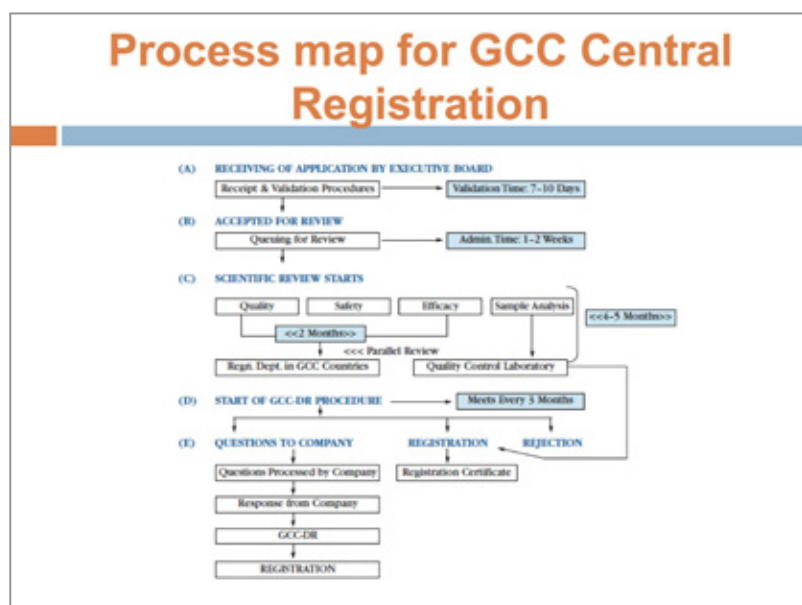 Process map for GCC Central
Registration
(A) RECEIVING OF APPLICATION BY EXECUTIVE BOARD
Receipt & Validation Procedures
Validation Time: 7–10 Days
(B) ACCEPTED FOR REVIEW
Queuing for Review
Admin. Time: 1–2 Weeks
(C) SCIENTIFIC REVIEW STARTS
Quality
Safety
Efficacy
Sample Analysis
<<2 Months>>
<<4–5 Months>>
<<< Parallel Review
Regn. Dept. in GCC Countries
Quality Control Laboratory
(D) START OF GCC-DR PROCEDURE
Meets Every 3 Months
(E) QUESTIONS TO COMPANY
REGISTRATION
REJECTION
Questions Processed by Company
Registration Certificate
Response from Company
GCC-DR
REGISTRATION